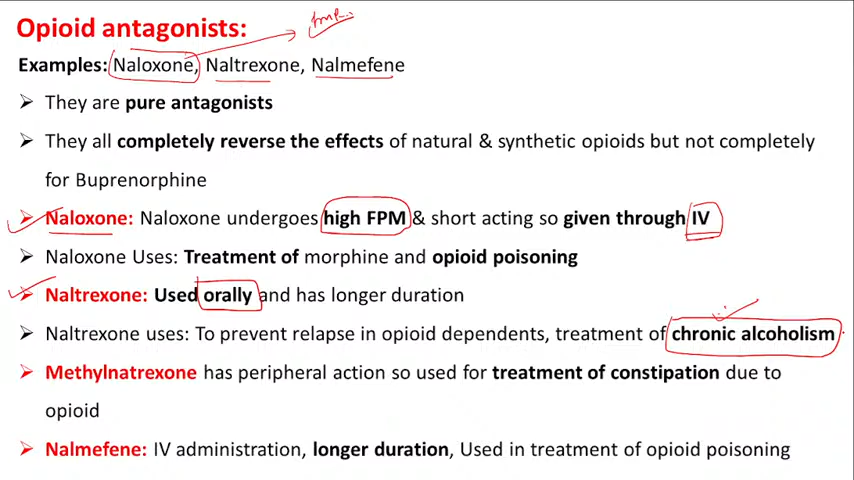 Opioid antagonists:
Imp..
Examples: Naloxone, Naltrexone, Nalmefene
➢ They are pure antagonists
➢ They all completely reverse the effects of natural & synthetic opioids but not completely
for Buprenorphine
➢ Naloxone: Naloxone undergoes high FPM & short acting so given through IV
➢ Naloxone Uses: Treatment of morphine and opioid poisoning
➢ Naltrexone: Used orally and has longer duration
➢ Naltrexone uses: To prevent relapse in opioid dependents, treatment of chronic alcoholism
➢ Methylnatrexone has peripheral action so used for treatment of constipation due to
opioid
➢ Nalmefene: IV administration, longer duration, Used in treatment of opioid poisoning